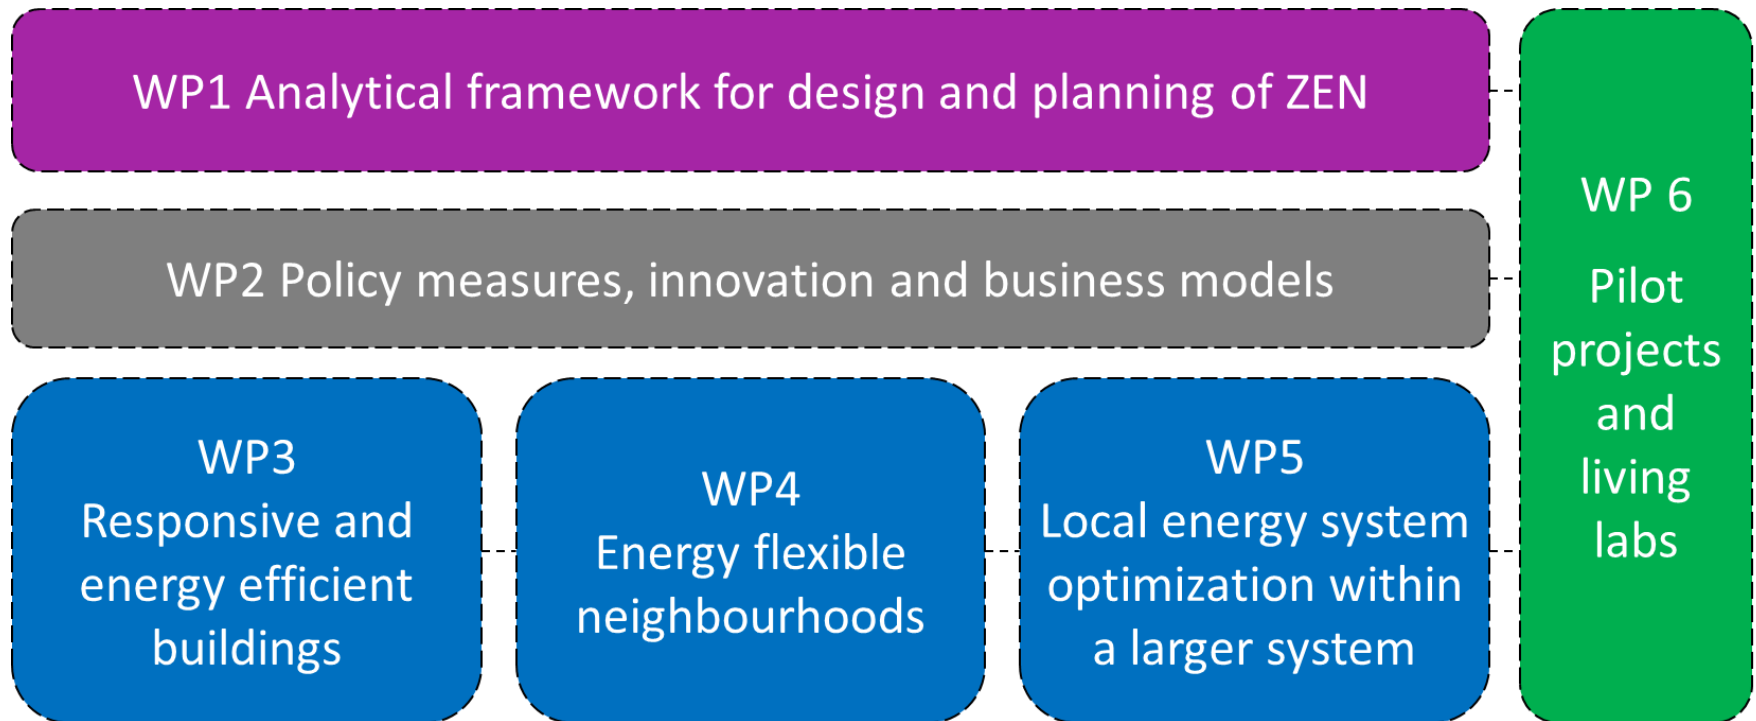 WP1 Analytical framework for design and planning of ZEN
WP2 Policy measures, innovation and business models
WP3
Responsive and
energy efficient
buildings
WP4
Energy flexible
neighbourhoods
WP5
Local energy system
optimization within
a larger system
WP 6
Pilot
projects
and
living
labs